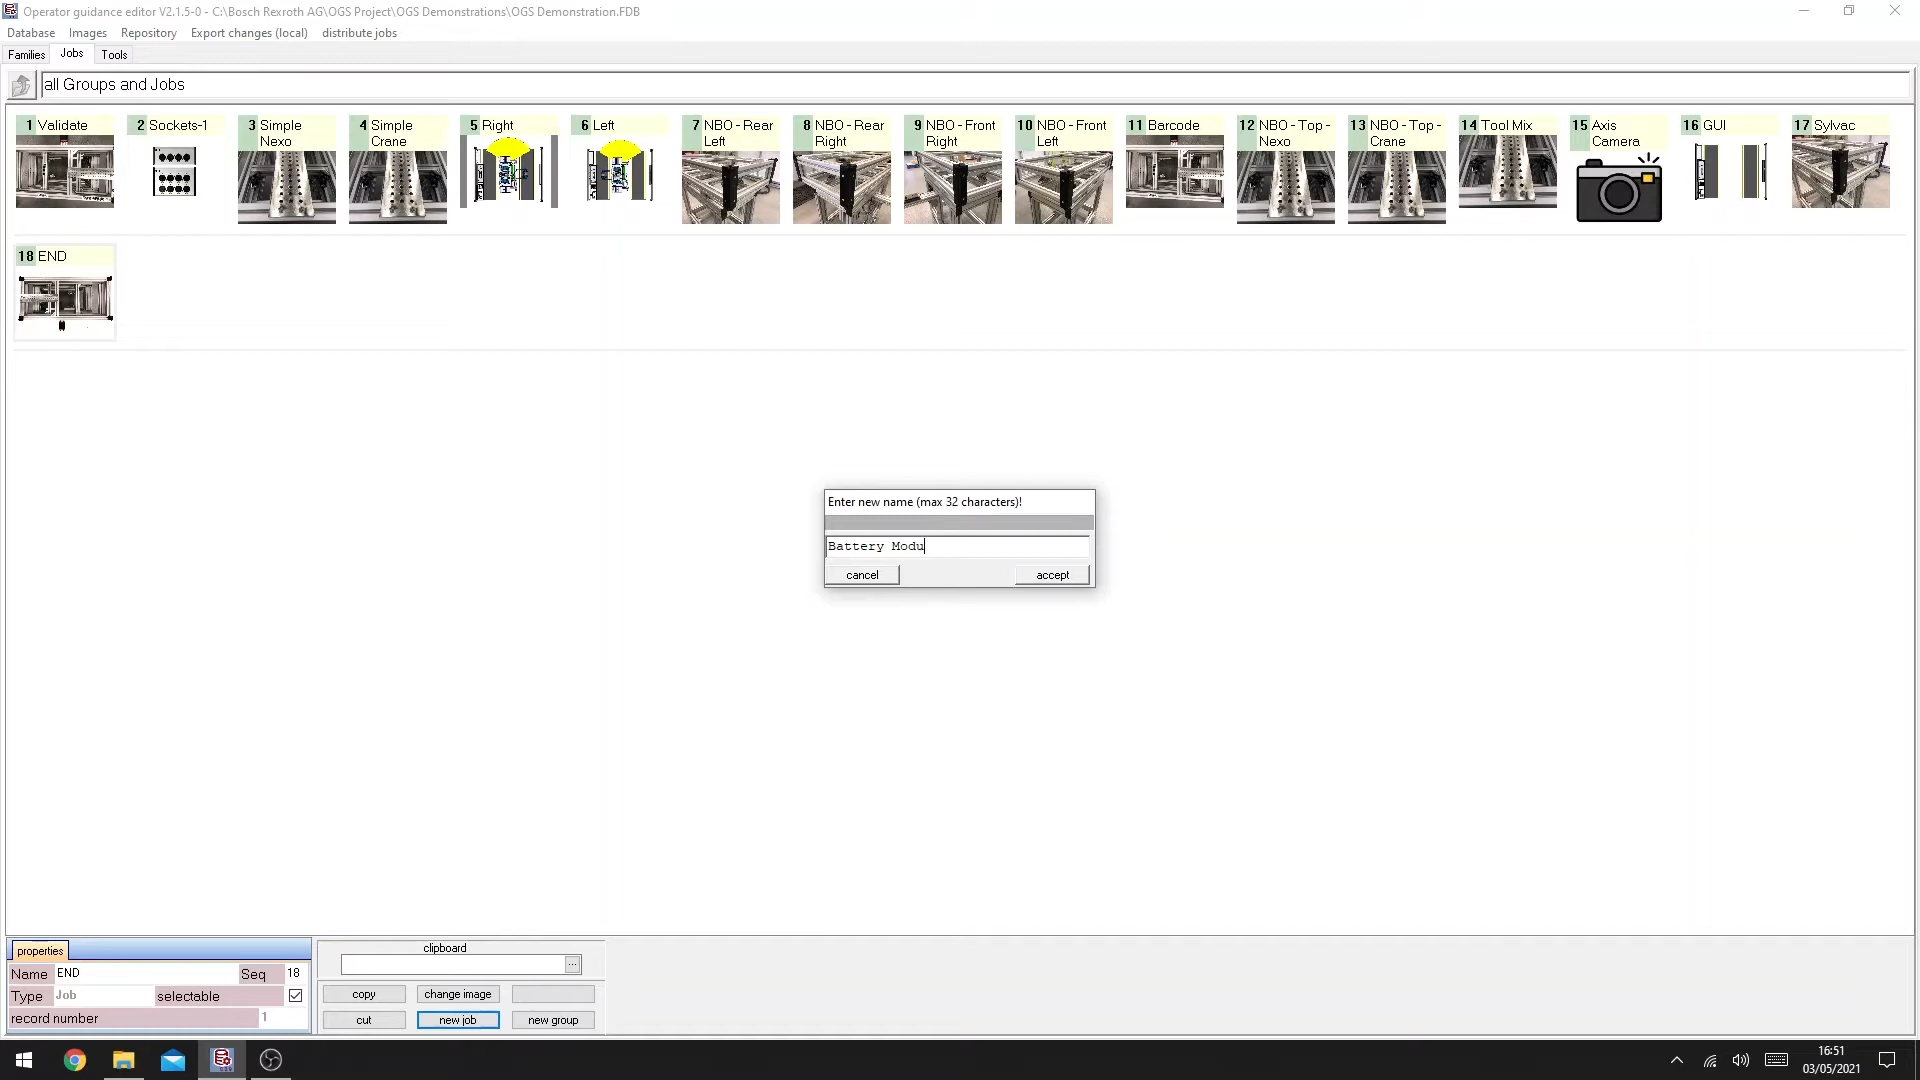 Operator guidance editor V2.1.5-0 - C:\Bosch Rexroth AG\OGS Project\OGS Demonstrations\OGS Demonstration.FDB
Database Images Repository Export changes (local) distribute jobs
Families Jobs Tools
all Groups and Jobs
1 Validate
2 Sockets-1
3 Simple Nexo
4 Simple Crane
5 Right
6 Left
7 NBO - Rear Left
8 NBO - Rear Right
9 NBO - Front Right
10 NBO - Front Left
11 Barcode
12 NBO - Top - Nexo
13 NBO - Top - Crane
14 Tool Mix
15 Axis Camera
16 GUI
17 Sylvac
18 END
Enter new name (max 32 characters)!
Battery Modu
cancel accept
properties
Name END Seq 18
Type Job selectable
record number 1
clipboard
...
copy change image
cut new job new group
16:51
03/05/2021